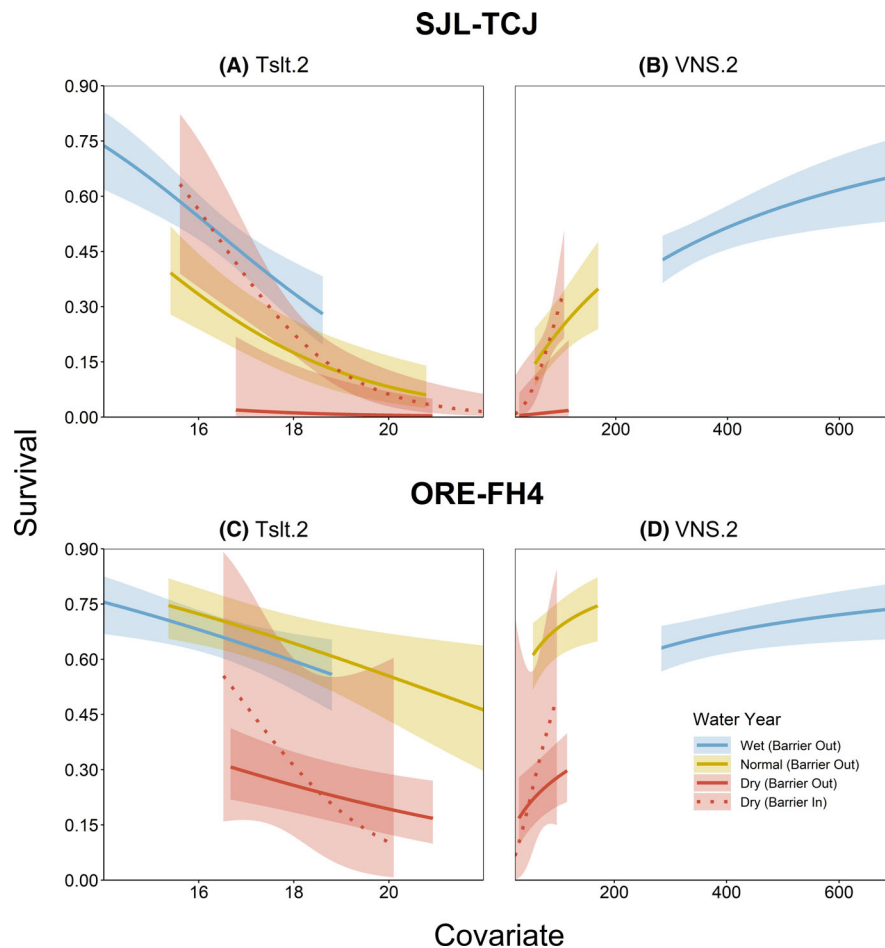 SJL-TCJ
(A) Tslt.2
(B) VNS.2
0.90
0.75
0.60
0.45
0.30
0.15
0.00
16 18 20
200 400 600
Survival
ORE-FH4
(C) Tslt.2
(D) VNS.2
0.90
0.75
0.60
0.45
0.30
0.15
0.00
Water Year
Wet (Barrier Out)
Normal (Barrier Out)
Dry (Barrier Out)
Dry (Barrier In)
16 18 20
200 400 600
Covariate